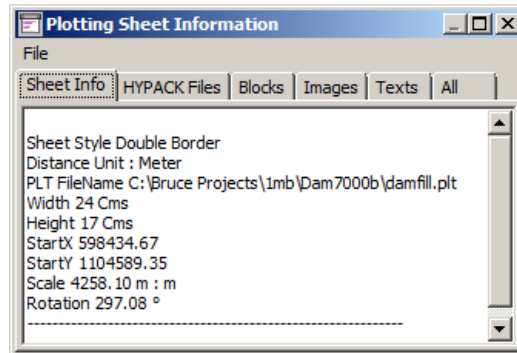 Plotting Sheet Information
File
Sheet Info HYPACK Files Blocks Images Texts All
Sheet Style Double Border
Distance Unit : Meter
PLT FileName C:\Bruce Projects\1mb\Dam7000b\damfill.plt
Width 24 Cms
Height 17 Cms
StartX 598434.67
StartY 1104589.35
Scale 4258.10 m : m
Rotation 297.08 °
------------------------------------------------------------